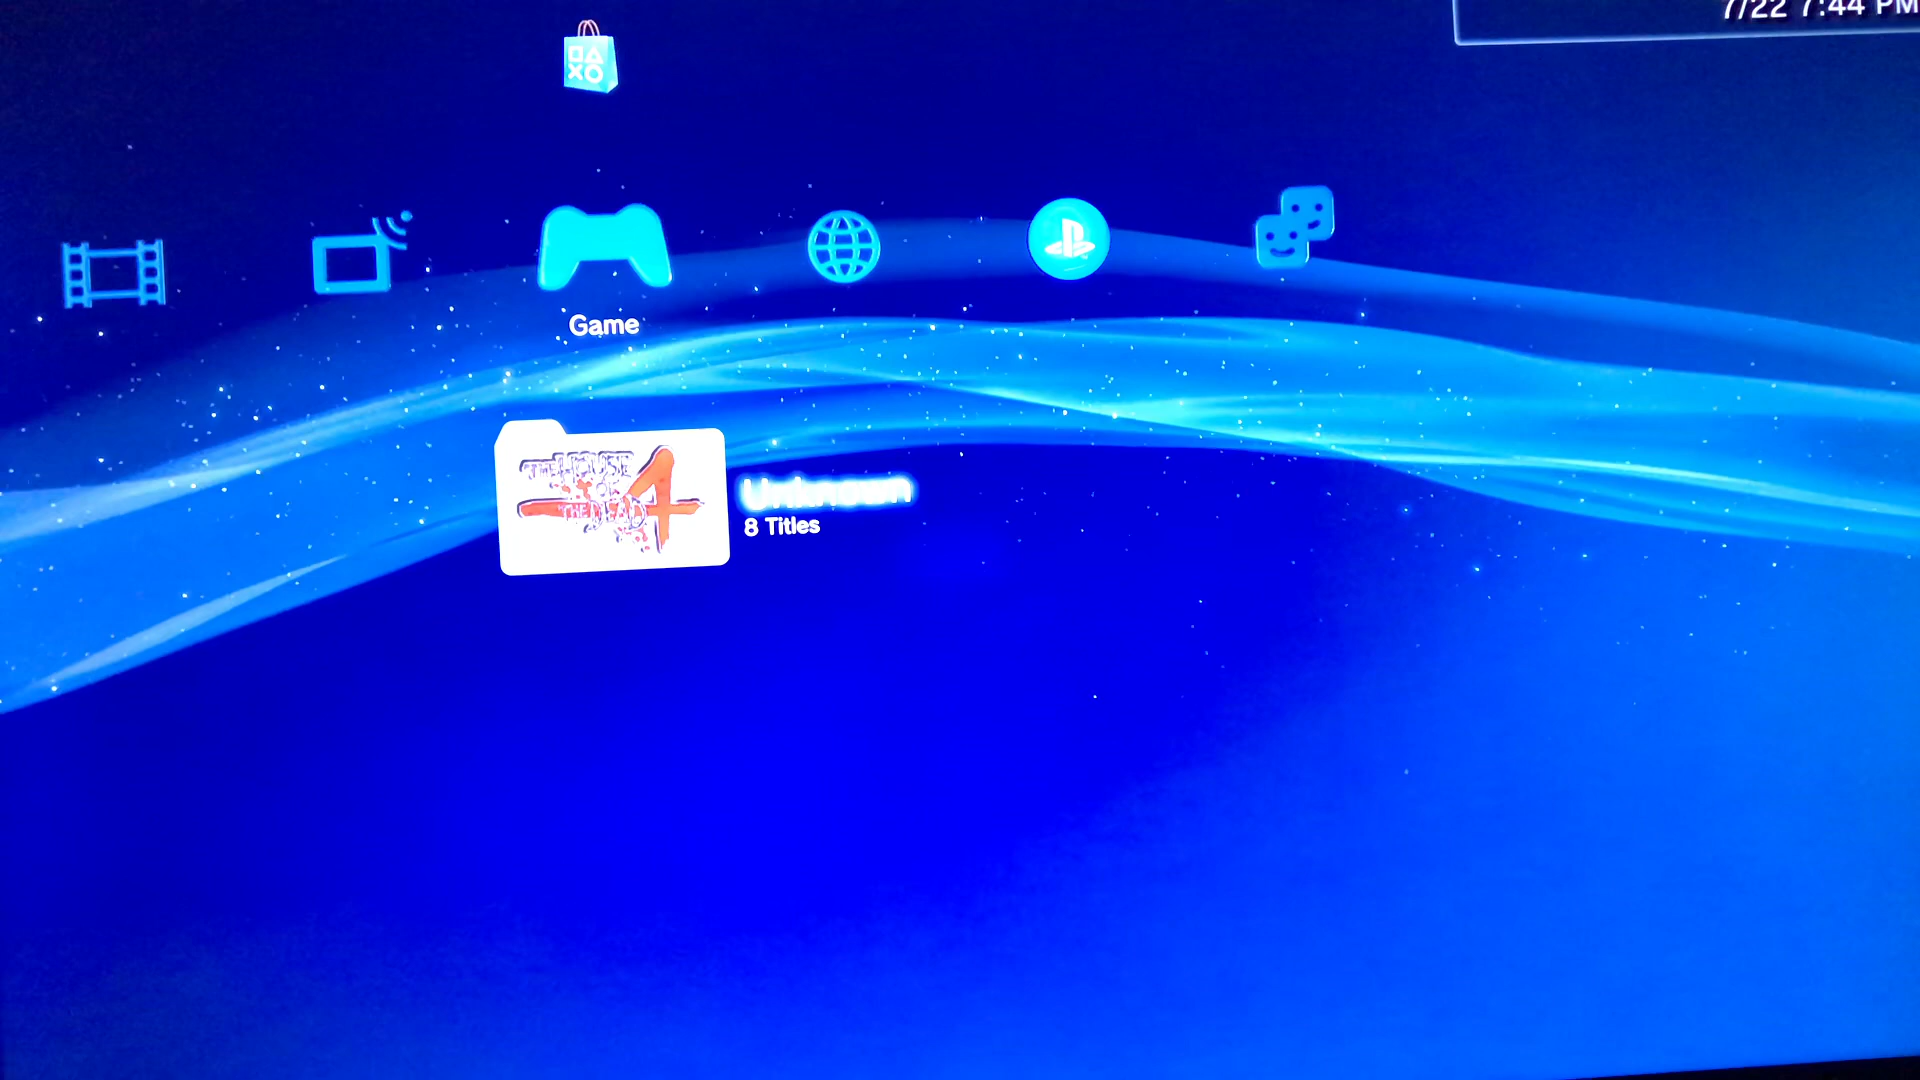 7/22 7:44 PM
Game
THE HOUSE
OF
THE DEAD 4
Unknown
8 Titles